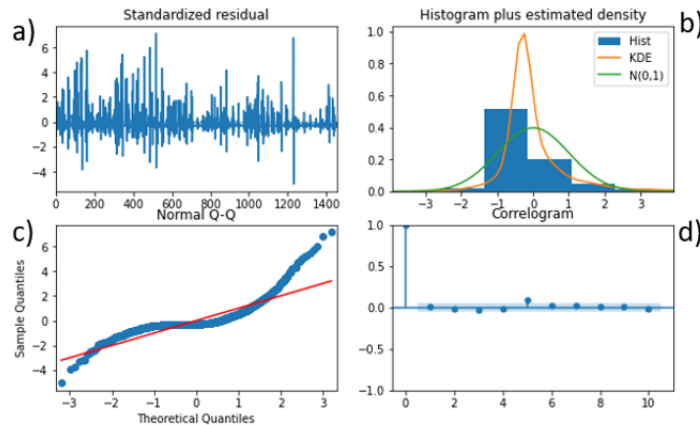 a)
Standardized residual
6
4
2
0
−2
−4
0 200 400 600 800 1000 1200 1400
b)
Histogram plus estimated density
Hist
KDE
N(0,1)
1.0
0.8
0.6
0.4
0.2
0.0
−3 −2 −1 0 1 2 3
c)
Normal Q-Q
Sample Quantiles
6
4
2
0
−2
−4
−3 −2 −1 0 1 2 3
Theoretical Quantiles
d)
Correlogram
1.0
0.5
0.0
−0.5
−1.0
0 2 4 6 8 10